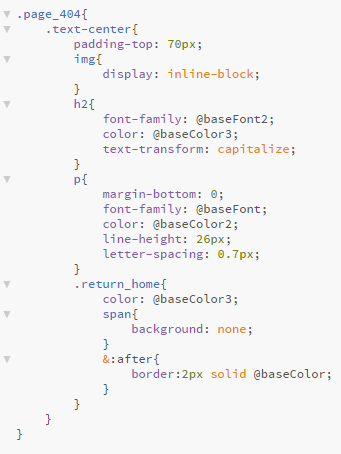 .page_404{
.text-center{
padding-top: 70px;
img{
display: inline-block;
}
h2{
font-family: @baseFont2;
color: @baseColor3;
text-transform: capitalize;
}
p{
margin-bottom: 0;
font-family: @baseFont;
color: @baseColor2;
line-height: 26px;
letter-spacing: 0.7px;
}
.return_home{
color: @baseColor3;
span{
background: none;
}
&:after{
border:2px solid @baseColor;
}
}
}
}